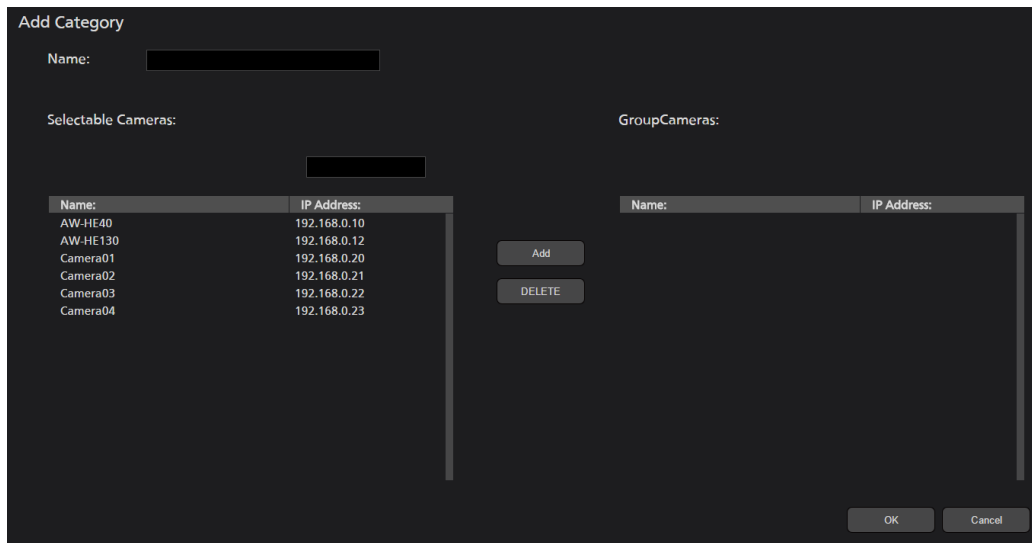 Add Category
Name:
Selectable Cameras:
GroupCameras:
Name: IP Address:
AW-HE40 192.168.0.10
AW-HE130 192.168.0.12
Camera01 192.168.0.20
Camera02 192.168.0.21
Camera03 192.168.0.22
Camera04 192.168.0.23
Add
DELETE
Name: IP Address:
OK Cancel